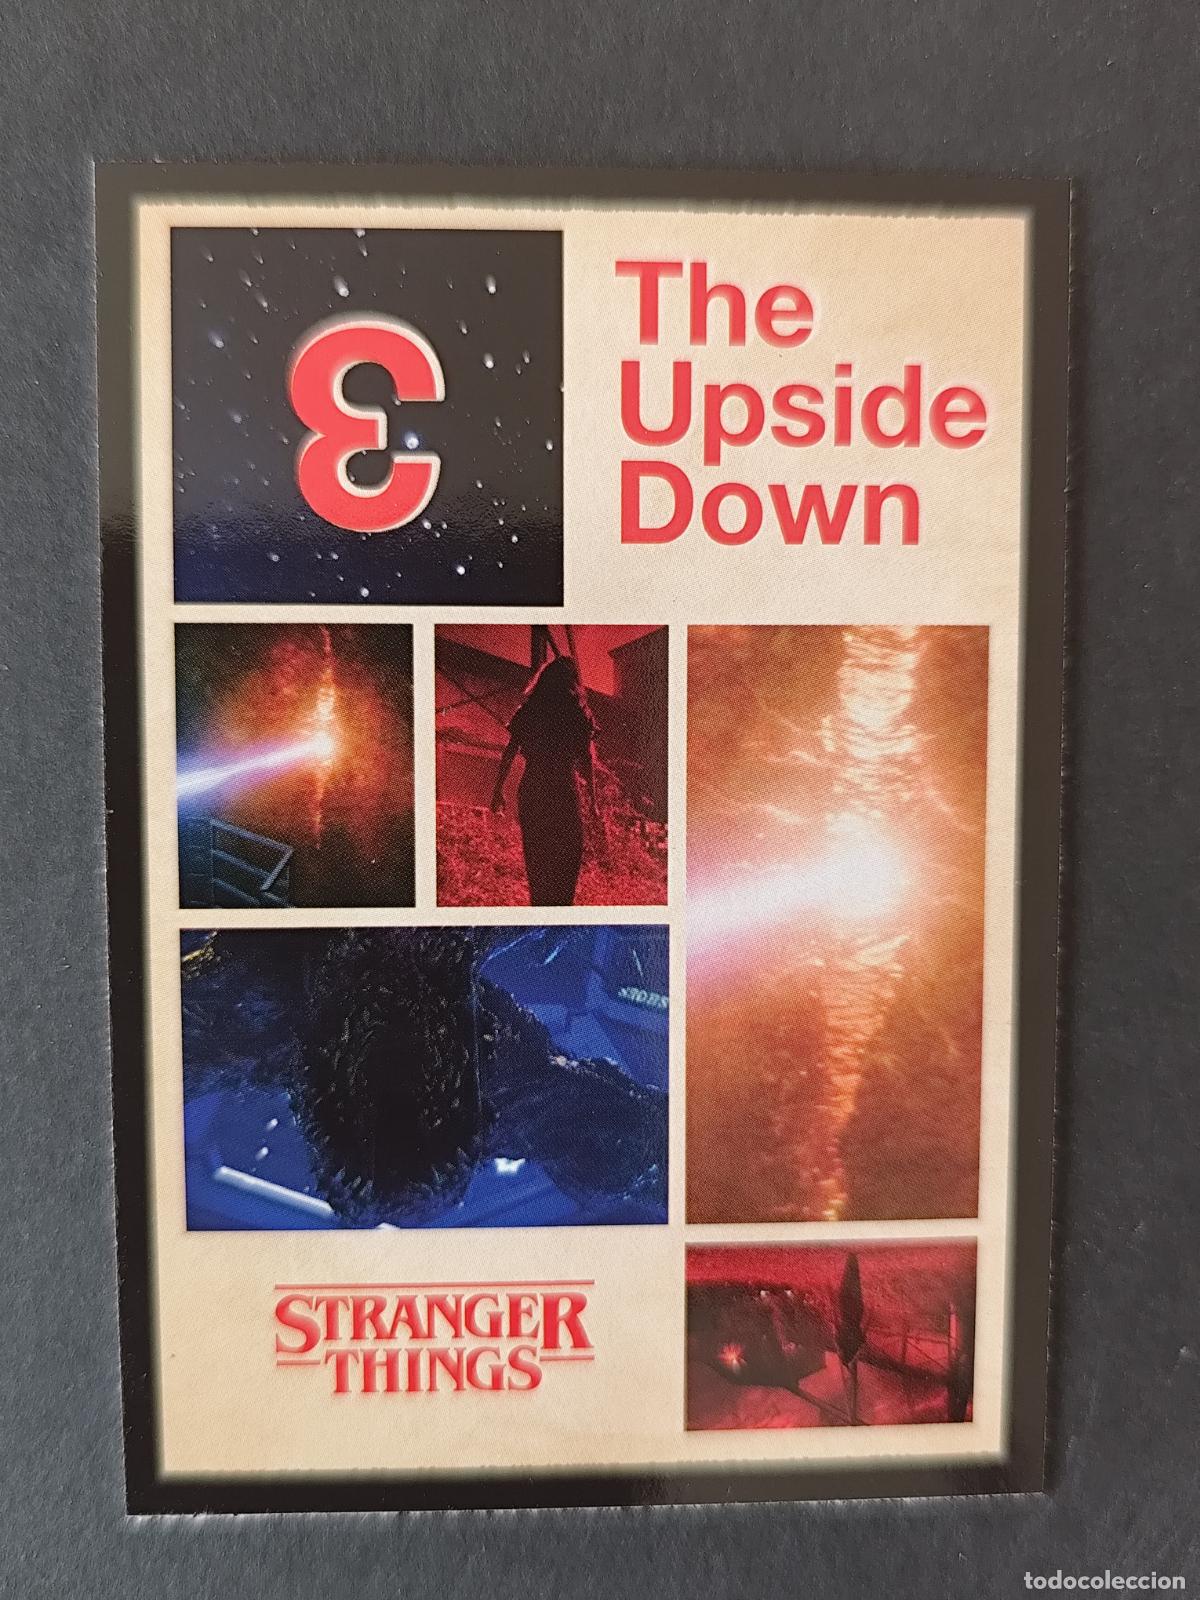 3
The
Upside
Down
STRANGER
THINGS
todocoleccion